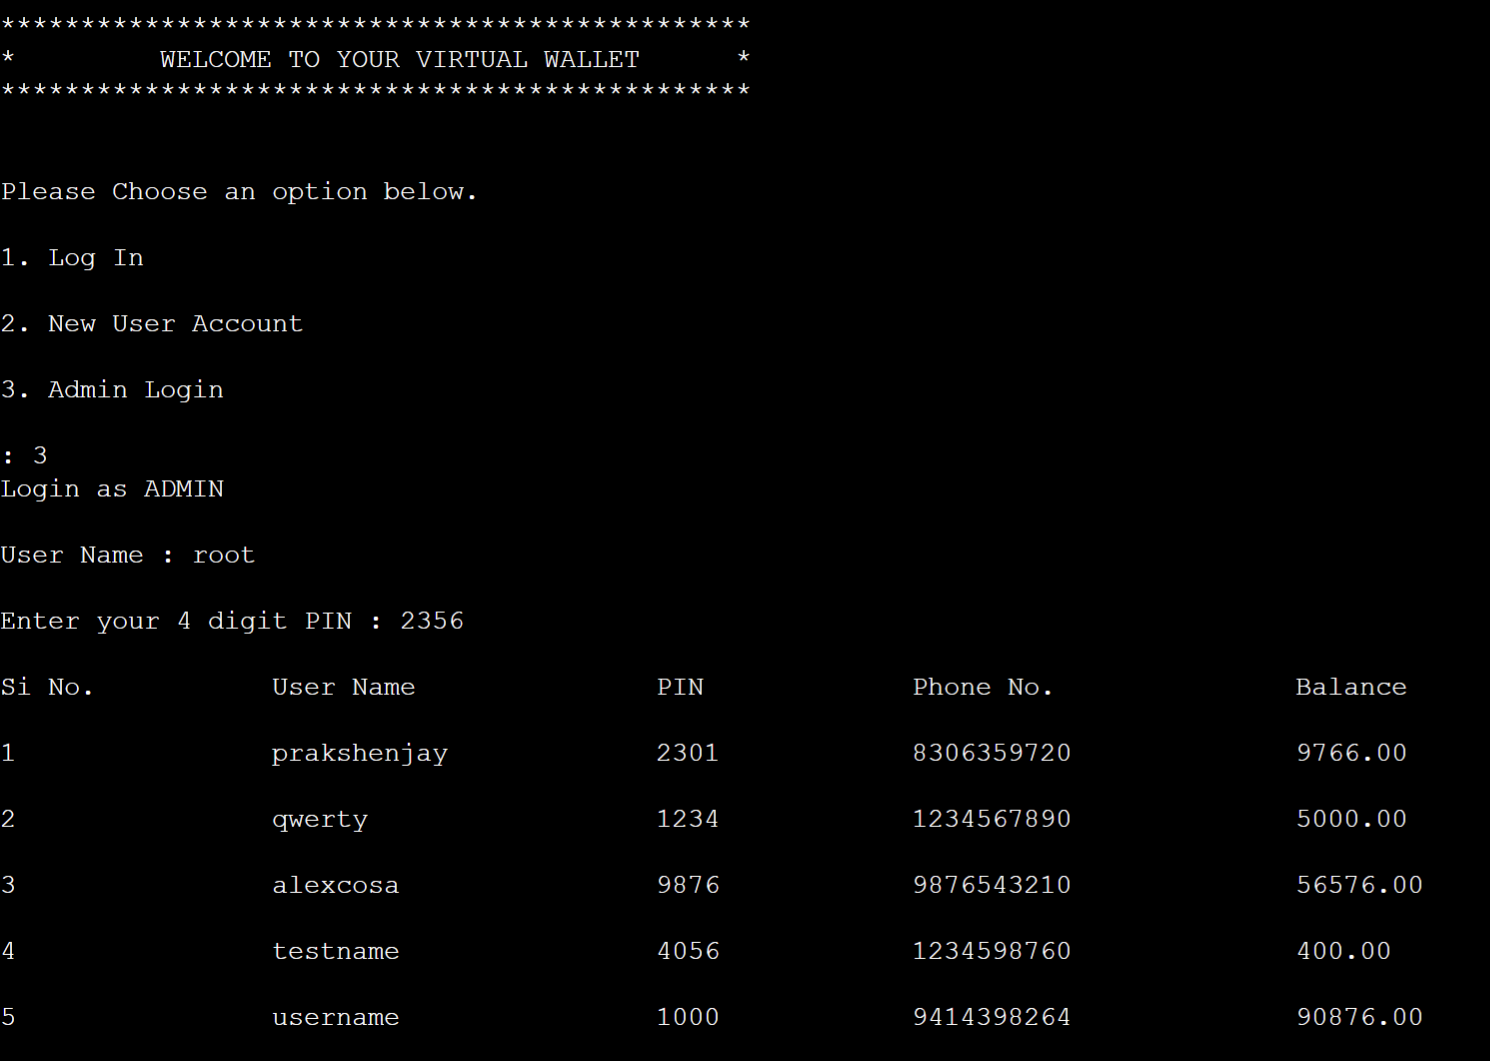 ***********************************************
* WELCOME TO YOUR VIRTUAL WALLET *
***********************************************
Please Choose an option below.
1. Log In
2. New User Account
3. Admin Login
: 3
Login as ADMIN
User Name : root
Enter your 4 digit PIN : 2356
Si No. User Name PIN Phone No. Balance
1 prakshenjay 2301 8306359720 9766.00
2 qwerty 1234 1234567890 5000.00
3 alexcosa 9876 9876543210 56576.00
4 testname 4056 1234598760 400.00
5 username 1000 9414398264 90876.00